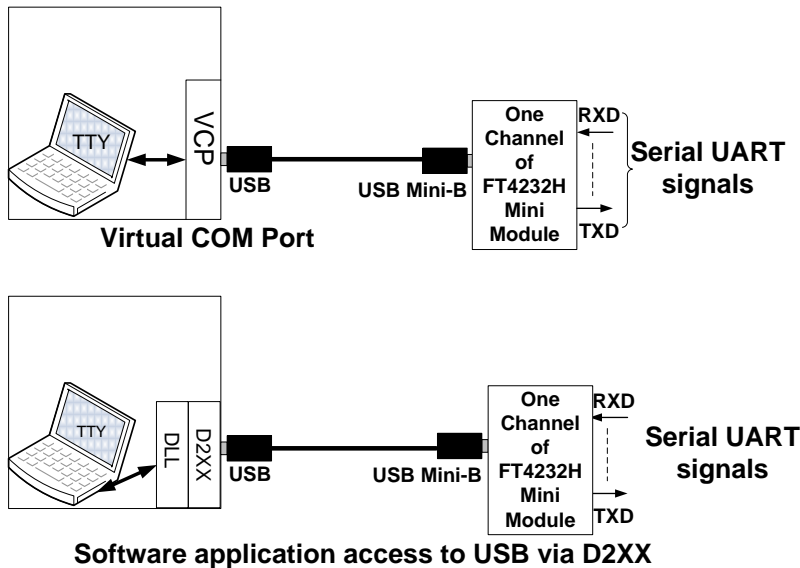 TTY
VCP
USB
USB Mini-B
One
Channel
of
FT4232H
Mini
Module
RXD
TXD
Serial UART
signals
Virtual COM Port
TTY
DLL
D2XX
USB
USB Mini-B
One
Channel
of
FT4232H
Mini
Module
RXD
TXD
Serial UART
signals
Software application access to USB via D2XX